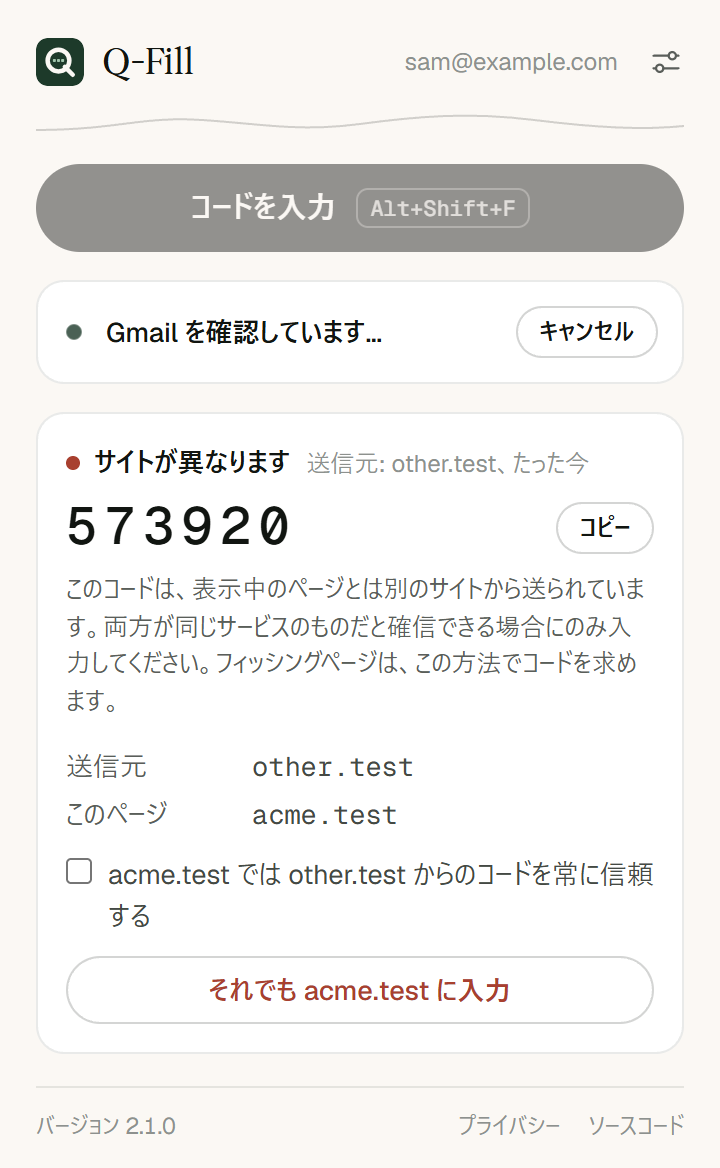 Q-Fill
sam@example.com
コードを入力 Alt+Shift+F
Gmail を確認しています…
キャンセル
サイトが異なります 送信元: other.test、たった今
573920
コピー
このコードは、表示中のページとは別のサイトから送られていま
す。両方が同じサービスのものだと確信できる場合にのみ入
力してください。フィッシングページは、この方法でコードを求め
ます。
送信元 other.test
このページ acme.test
acme.test では other.test からのコードを常に信頼
する
それでも acme.test に入力
バージョン 2.1.0
プライバシー
ソースコード